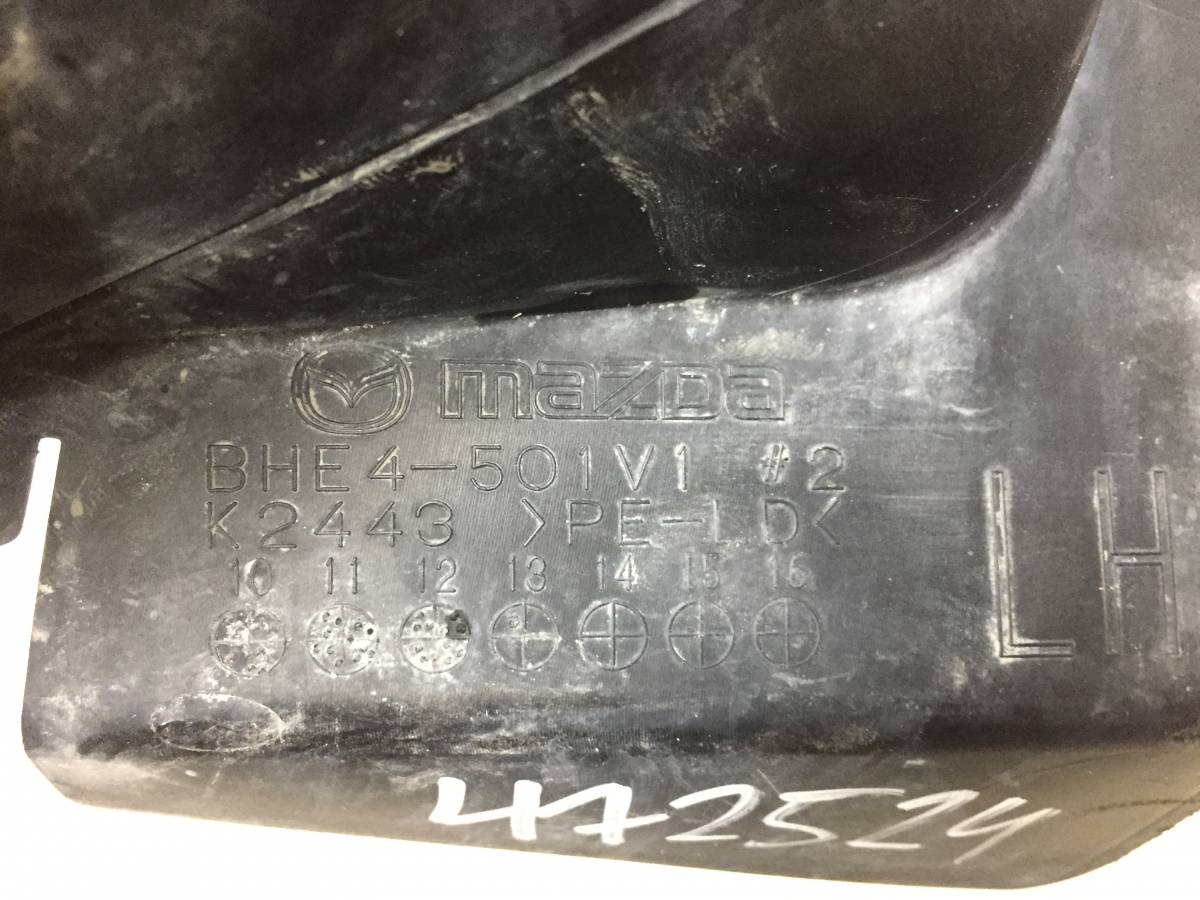 mazda
BHE4-501V1 #2
K2443 >PE-LD<
LH
10 11 12 13 14 15 16
472524